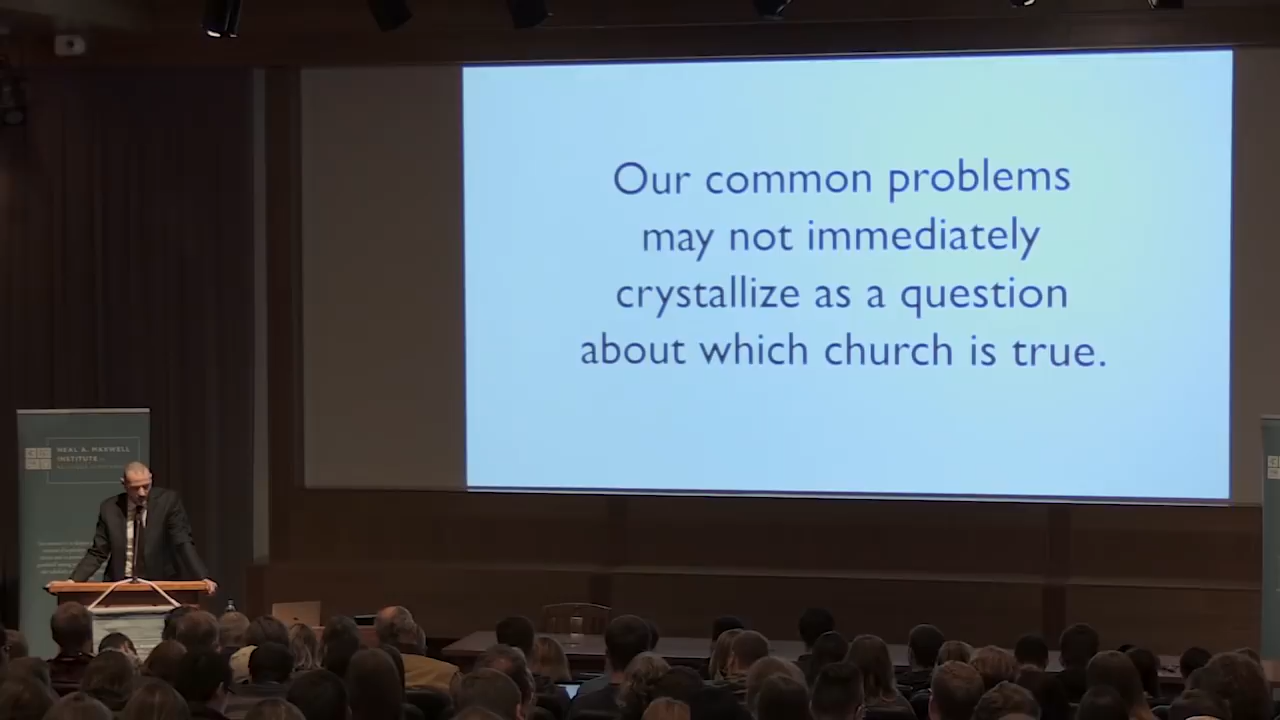 Our common problems
may not immediately
crystallize as a question
about which church is true.
NEAL A. MAXWELL
INSTITUTE